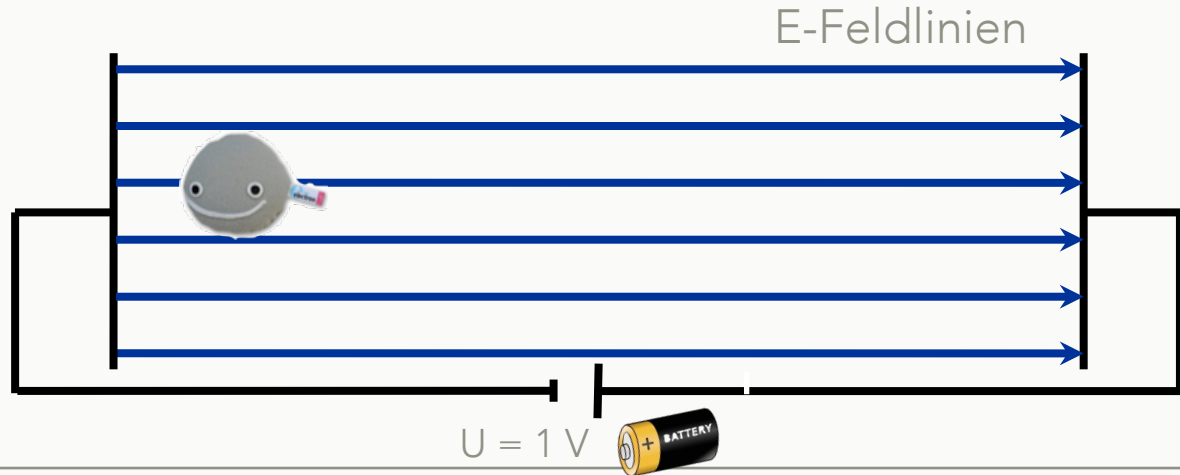 E-Feldlinien
U = 1 V
+ BATTERY